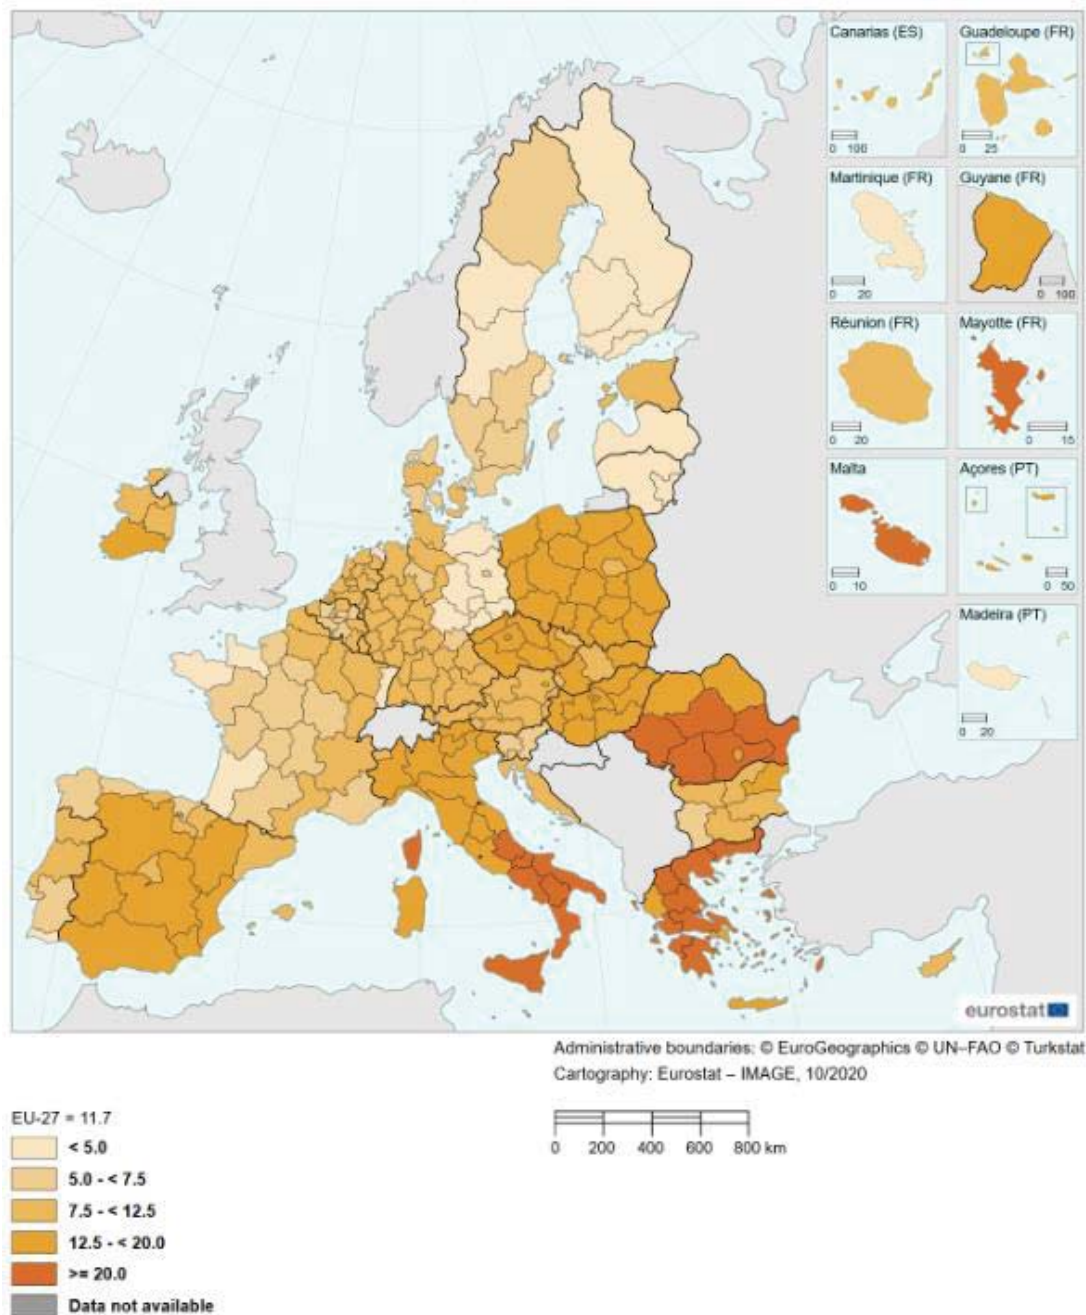 Canarias (ES)
0 100
Guadeloupe (FR)
0 25
Martinique (FR)
0 20
Guyane (FR)
0 100
Réunion (FR)
0 20
Mayotte (FR)
0 15
Malta
0 10
Açores (PT)
0 50
Madeira (PT)
0 20
eurostat
Administrative boundaries: © EuroGeographics © UN–FAO © Turkstat
Cartography: Eurostat – IMAGE, 10/2020
0 200 400 600 800 km
EU-27 = 11.7
< 5.0
5.0 - < 7.5
7.5 - < 12.5
12.5 - < 20.0
>= 20.0
Data not available